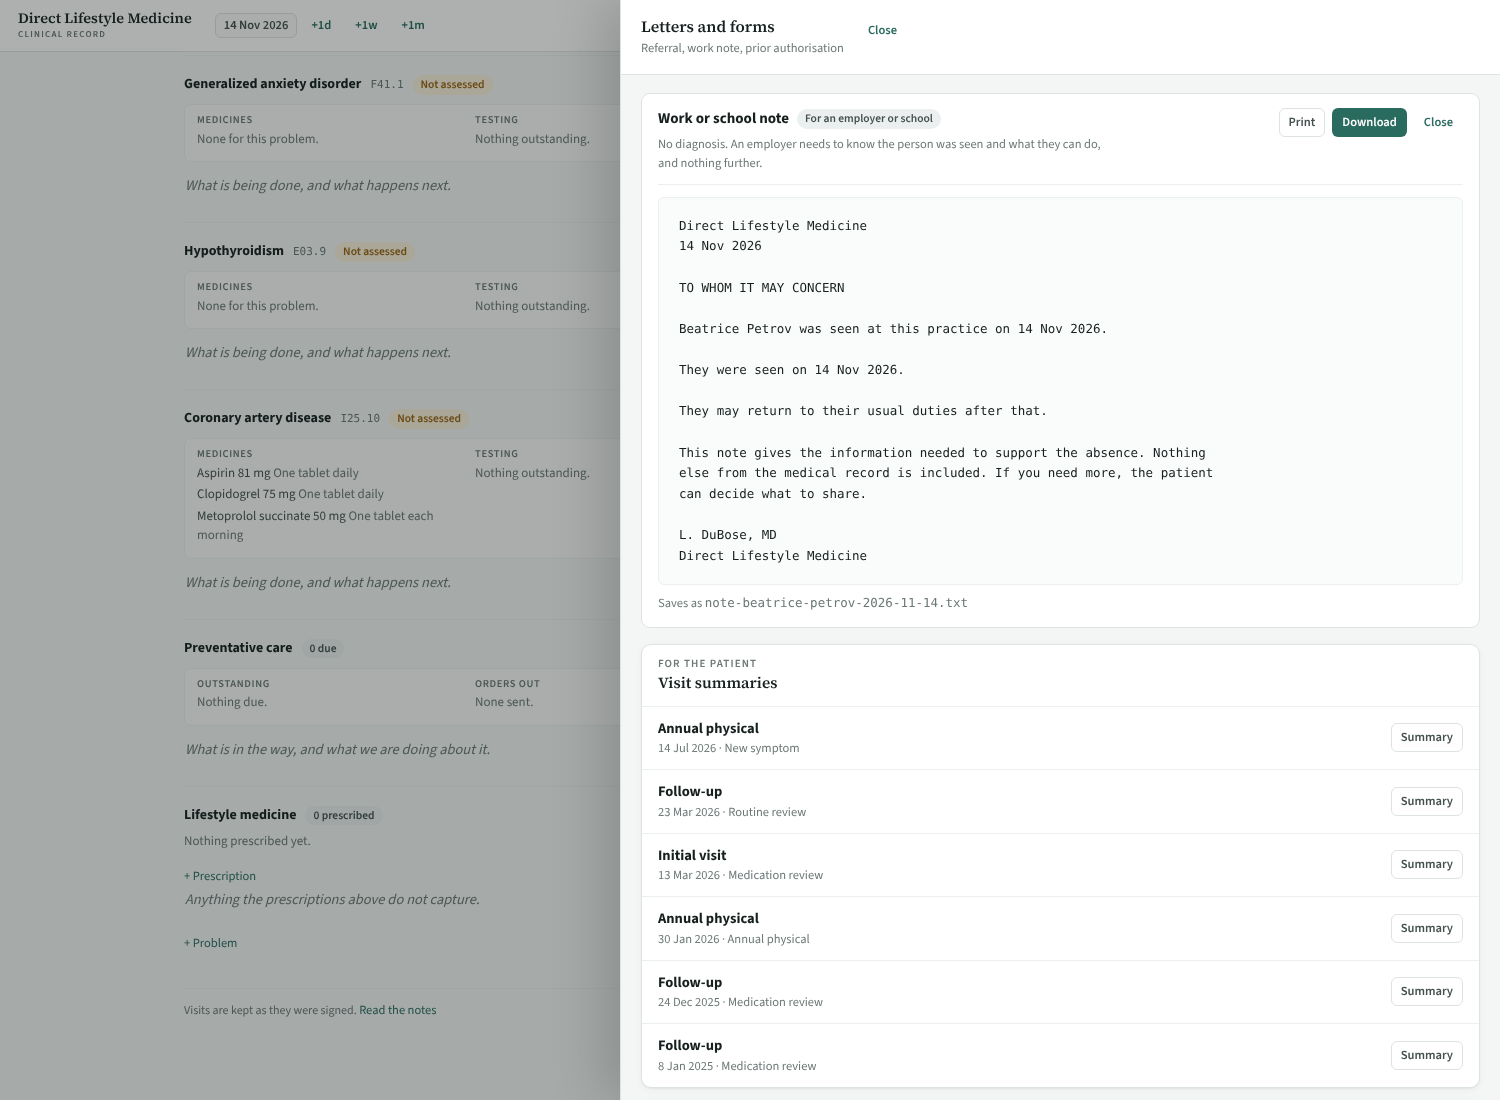 Direct Lifestyle Medicine
CLINICAL RECORD
14 Nov 2026 +1d +1w +1m
Generalized anxiety disorder F41.1 Not assessed
MEDICINES TESTING
None for this problem. Nothing outstanding.
What is being done, and what happens next.
Hypothyroidism E03.9 Not assessed
MEDICINES TESTING
None for this problem. Nothing outstanding.
What is being done, and what happens next.
Coronary artery disease I25.10 Not assessed
MEDICINES TESTING
Aspirin 81 mg One tablet daily Nothing outstanding.
Clopidogrel 75 mg One tablet daily
Metoprolol succinate 50 mg One tablet each
morning
What is being done, and what happens next.
Preventative care 0 due
OUTSTANDING ORDERS OUT
Nothing due. None sent.
What is in the way, and what we are doing about it.
Lifestyle medicine 0 prescribed
Nothing prescribed yet.
+ Prescription
Anything the prescriptions above do not capture.
+ Problem
Visits are kept as they were signed. Read the notes
Letters and forms
Referral, work note, prior authorisation
Close
Work or school note For an employer or school
Print Download Close
No diagnosis. An employer needs to know the person was seen and what they can do,
and nothing further.
Direct Lifestyle Medicine
14 Nov 2026
TO WHOM IT MAY CONCERN
Beatrice Petrov was seen at this practice on 14 Nov 2026.
They were seen on 14 Nov 2026.
They may return to their usual duties after that.
This note gives the information needed to support the absence. Nothing
else from the medical record is included. If you need more, the patient
can decide what to share.
L. DuBose, MD
Direct Lifestyle Medicine
Saves as note-beatrice-petrov-2026-11-14.txt
FOR THE PATIENT
Visit summaries
Annual physical
14 Jul 2026 · New symptom
Summary
Follow-up
23 Mar 2026 · Routine review
Summary
Initial visit
13 Mar 2026 · Medication review
Summary
Annual physical
30 Jan 2026 · Annual physical
Summary
Follow-up
24 Dec 2025 · Medication review
Summary
Follow-up
8 Jan 2025 · Medication review
Summary